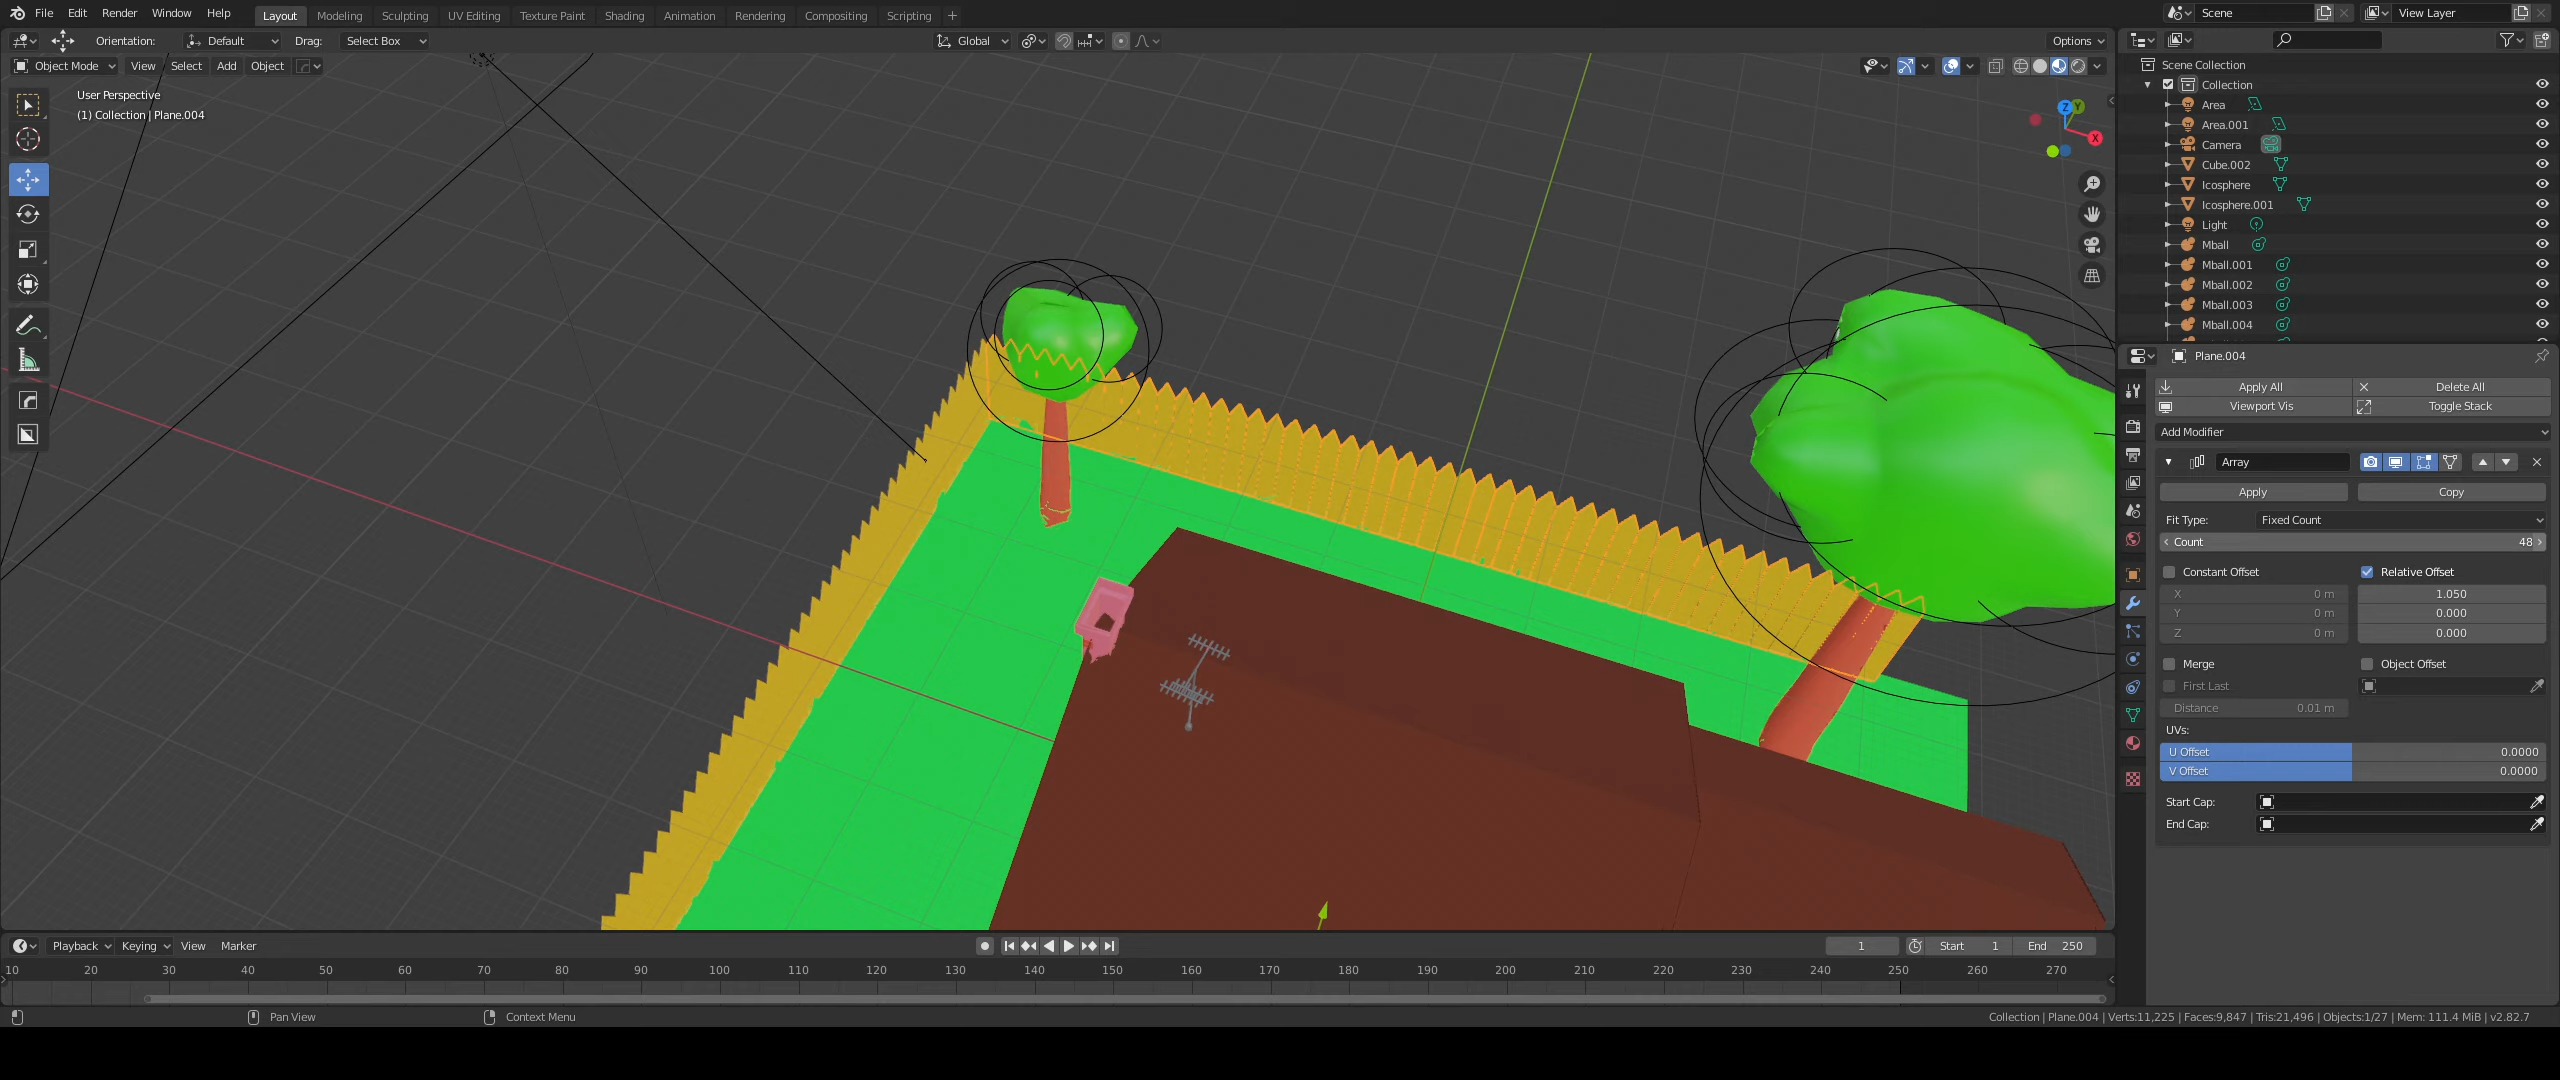 File Edit Render Window Help Layout Modeling Sculpting UV Editing Texture Paint Shading Animation Rendering Compositing Scripting + Scene View Layer
Orientation: Default Drag: Select Box Global Options
Object Mode View Select Add Object
User Perspective
(1) Collection | Plane.004
Z Y X
Scene Collection
Collection
Area
Area.001
Camera
Cube.002
Icosphere
Icosphere.001
Light
Mball
Mball.001
Mball.002
Mball.003
Mball.004
Plane.004
Apply All Delete All
Viewport Vis Toggle Stack
Add Modifier
Array
Apply Copy
Fit Type: Fixed Count
Count 48
Constant Offset Relative Offset
X 0 m 1.050
Y 0 m 0.000
Z 0 m 0.000
Merge Object Offset
First Last
Distance 0.01 m
UVs:
U Offset 0.0000
V Offset 0.0000
Start Cap:
End Cap:
Playback Keying View Marker 1 Start 1 End 250
10 20 30 40 50 60 70 80 90 100 110 120 130 140 150 160 170 180 190 200 210 220 230 240 250 260 270
Pan View Context Menu Collection | Plane.004 | Verts:11,225 | Faces:9,847 | Tris:21,496 | Objects:1/27 | Mem: 111.4 MiB | v2.82.7